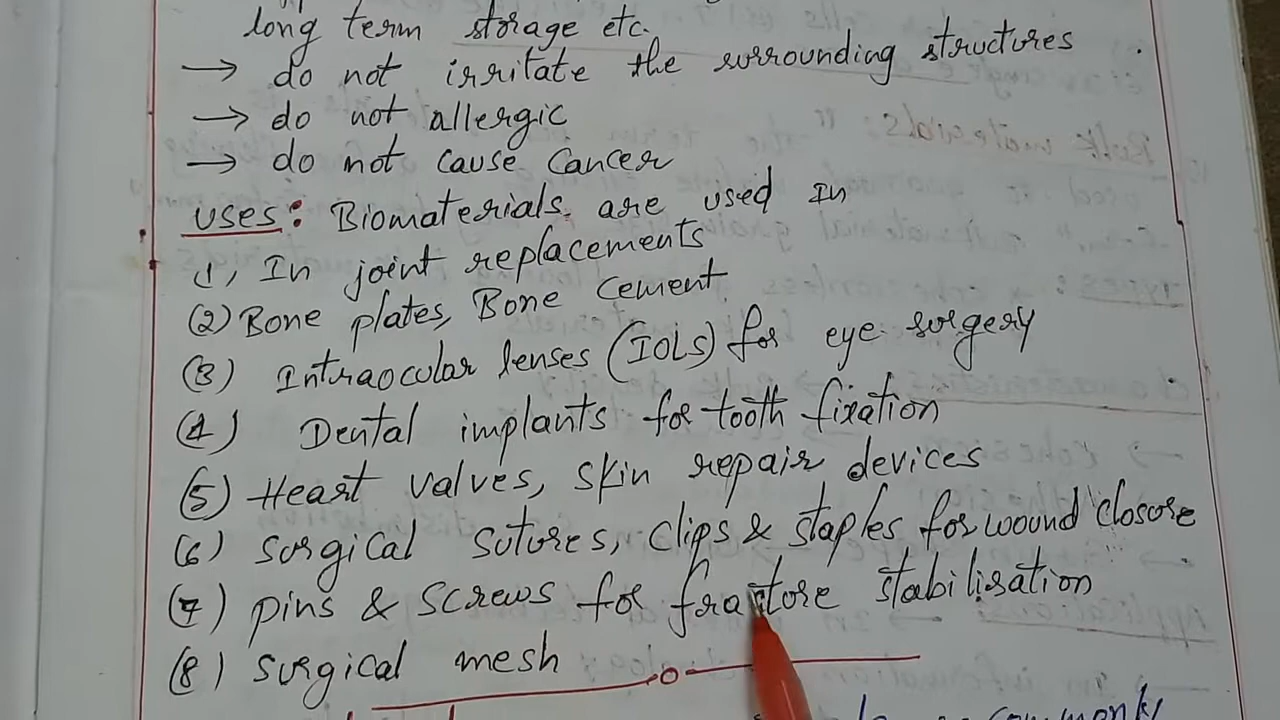 long term storage etc.
→ do not irritate the surrounding structures
→ do not allergic
→ do not cause Cancer
Uses: Biomaterials are used In
(1) In joint replacements
(2) Bone plates, Bone cement
(3) Intraocular lenses (IOLs) for eye surgery
(4) Dental implants for tooth fixation
(5) Heart valves, skin repair devices
(6) Surgical sutures, clips & staples for wound closure
(7) pins & screws for fracture stabilisation
(8) surgical mesh